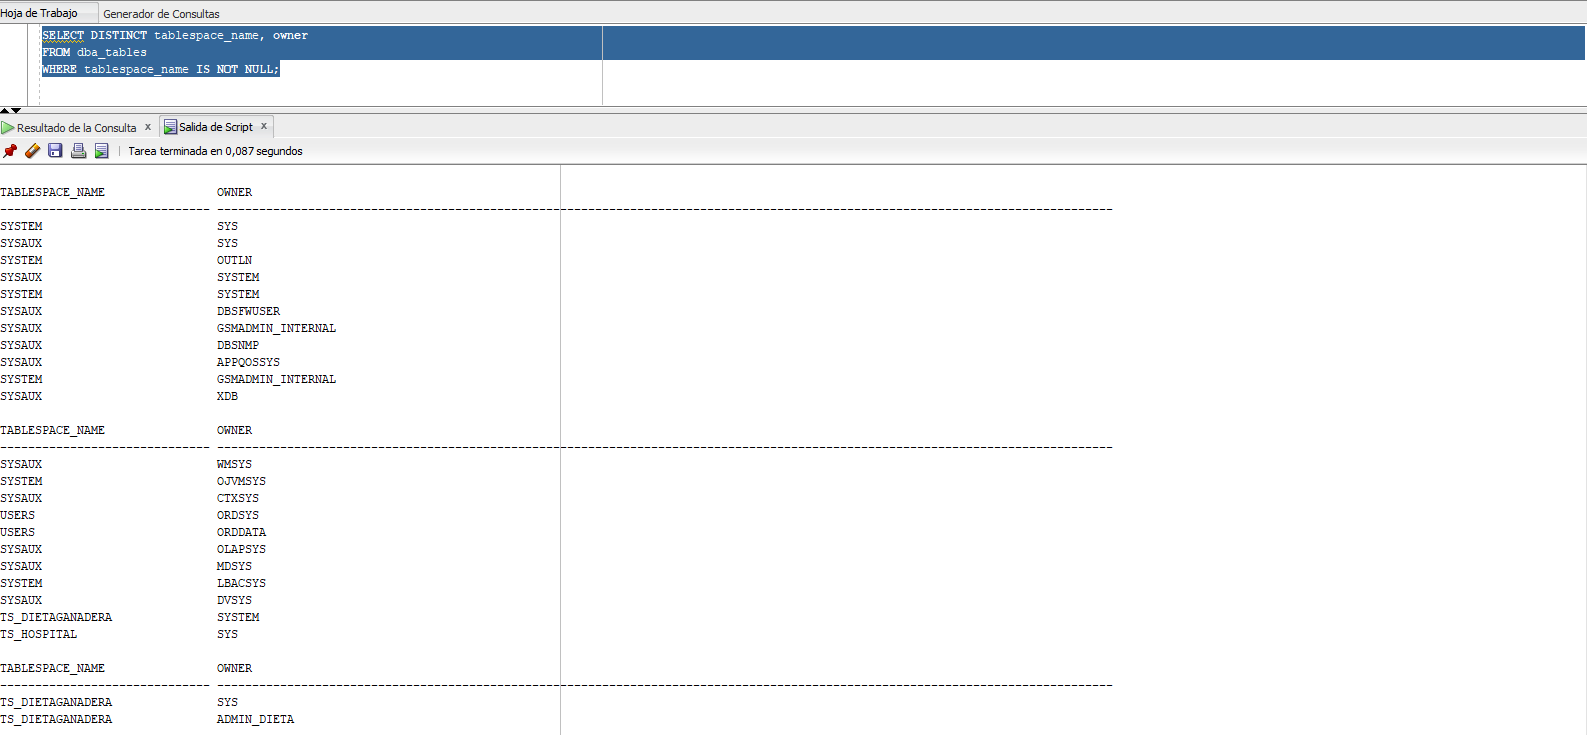 Hoja de Trabajo Generador de Consultas
SELECT DISTINCT tablespace_name, owner
FROM dba_tables
WHERE tablespace_name IS NOT NULL;
Resultado de la Consulta x Salida de Script x
Tarea terminada en 0,087 segundos
TABLESPACE_NAME OWNER
------------------------------ --------------------------------------------------------------------------------------------------------------------------------
SYSTEM SYS
SYSAUX SYS
SYSTEM OUTLN
SYSAUX SYSTEM
SYSTEM SYSTEM
SYSAUX DBSFWUSER
SYSAUX GSMADMIN_INTERNAL
SYSAUX DBSNMP
SYSAUX APPQOSSYS
SYSTEM GSMADMIN_INTERNAL
SYSAUX XDB
TABLESPACE_NAME OWNER
------------------------------ --------------------------------------------------------------------------------------------------------------------------------
SYSAUX WMSYS
SYSTEM OJVMSYS
SYSAUX CTXSYS
USERS ORDSYS
USERS ORDDATA
SYSAUX OLAPSYS
SYSAUX MDSYS
SYSTEM LBACSYS
SYSAUX DVSYS
TS_DIETAGANADERA SYSTEM
TS_HOSPITAL SYS
TABLESPACE_NAME OWNER
------------------------------ --------------------------------------------------------------------------------------------------------------------------------
TS_DIETAGANADERA SYS
TS_DIETAGANADERA ADMIN_DIETA